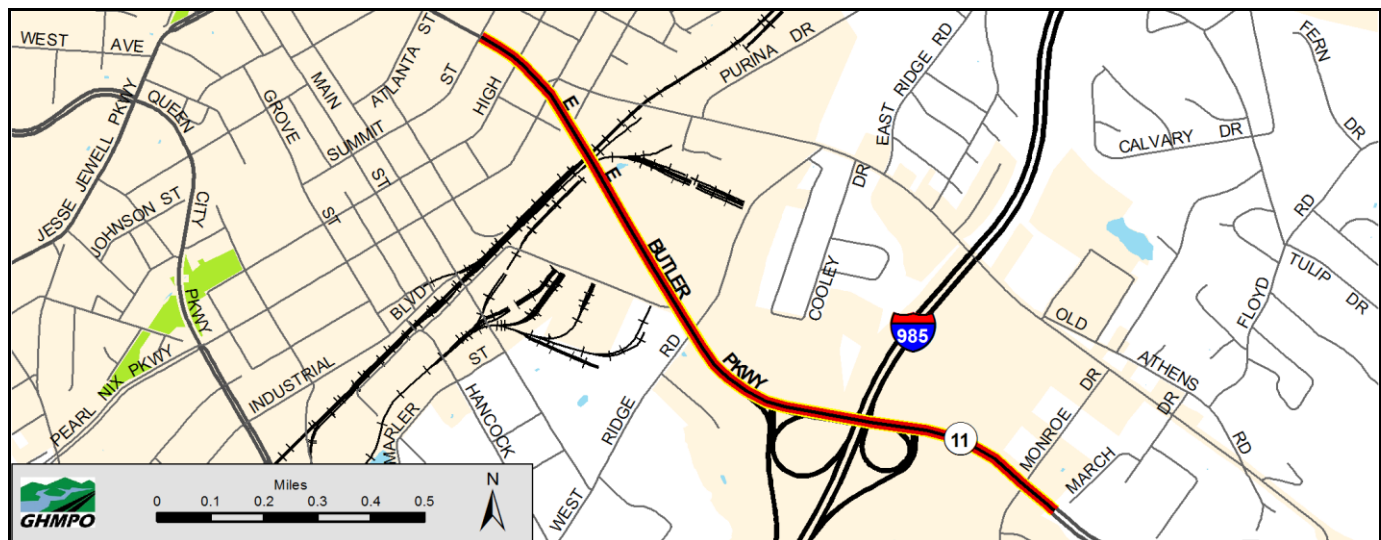 WEST AVE
JESSE JEWELL PKWY
QUEEN CITY PKWY
JOHNSON ST
GROVE ST
MAIN ST
ATLANTA ST
SUMMIT ST
HIGH
PURINA DR
EAST RIDGE RD
FERN DR
CALVARY DR
E E BUTLER PKWY
COOLEY DR
985
FLOYD RD
TULIP DR
OLD ATHENS RD
PEARL NIX PKWY
INDUSTRIAL BLVD
MARLER ST
HANCOCK
WEST RIDGE RD
11
MONROE DR
MARCH DR
GHMPO
Miles
0 0.1 0.2 0.3 0.4 0.5
N